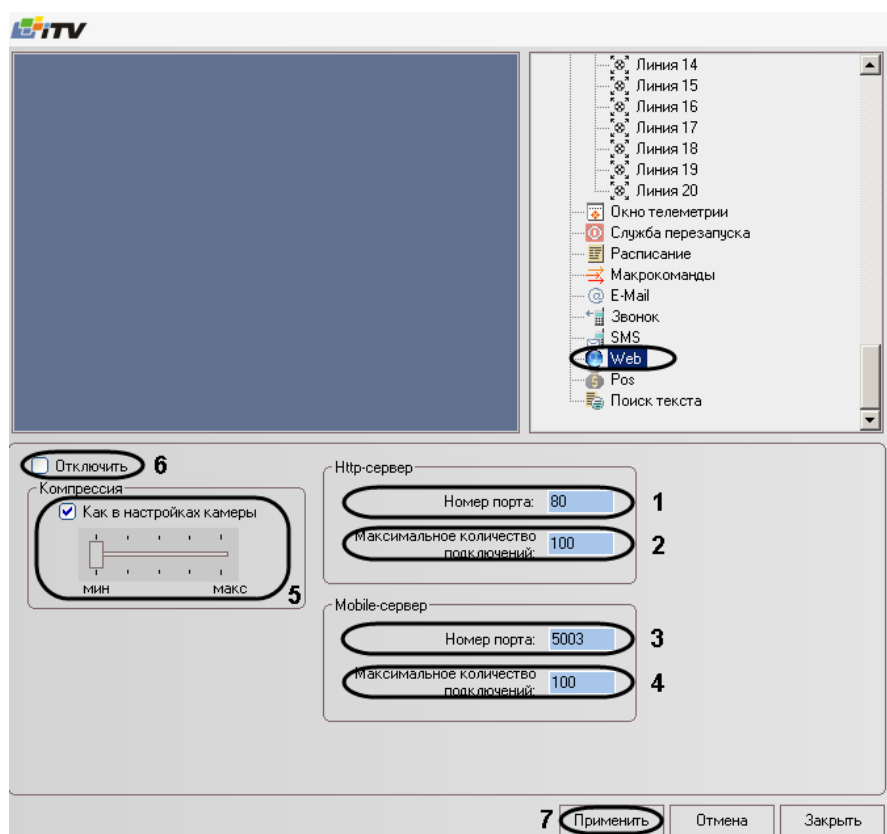 iTV
Линия 14
Линия 15
Линия 16
Линия 17
Линия 18
Линия 19
Линия 20
Окно телеметрии
Служба перезапуска
Расписание
Макрокоманды
E-Mail
Звонок
SMS
Web
Pos
Поиск текста
Отключить 6
Компрессия
Как в настройках камеры
мин макс 5
Http-сервер
Номер порта: 80 1
Максимальное количество
подключений: 100 2
Mobile-сервер
Номер порта: 5003 3
Максимальное количество
подключений: 100 4
7 Применить Отмена Закрыть